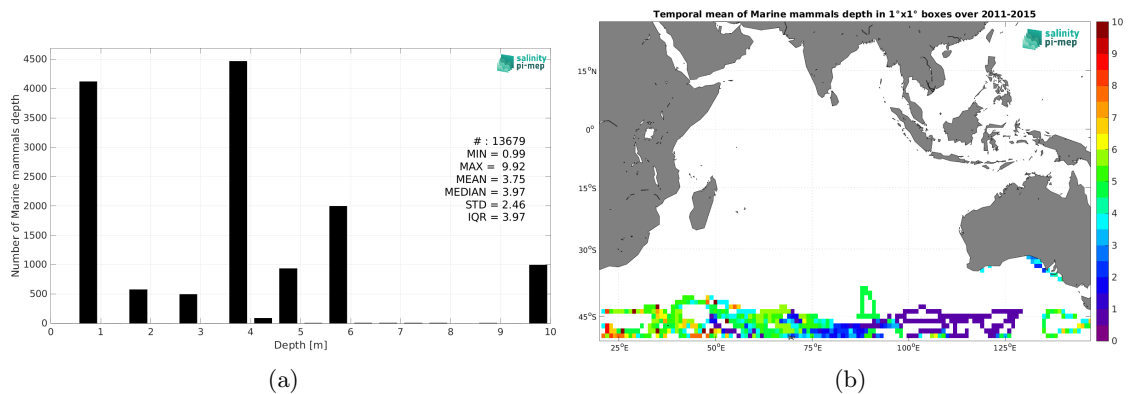 4500
4000
3500
3000
2500
2000
1500
1000
500
0
Number of Marine mammals depth
salinity
pi-mep
# : 13679
MIN = 0.99
MAX = 9.92
MEAN = 3.75
MEDIAN = 3.97
STD = 2.46
IQR = 3.97
0 1 2 3 4 5 6 7 8 9 10
Depth [m]
(a)
Temporal mean of Marine mammals depth in 1°x1° boxes over 2011-2015
salinity
pi-mep
15°N
0°
15°S
30°S
45°S
25°E 50°E 75°E 100°E 125°E
10
9
8
7
6
5
4
3
2
1
0
(b)